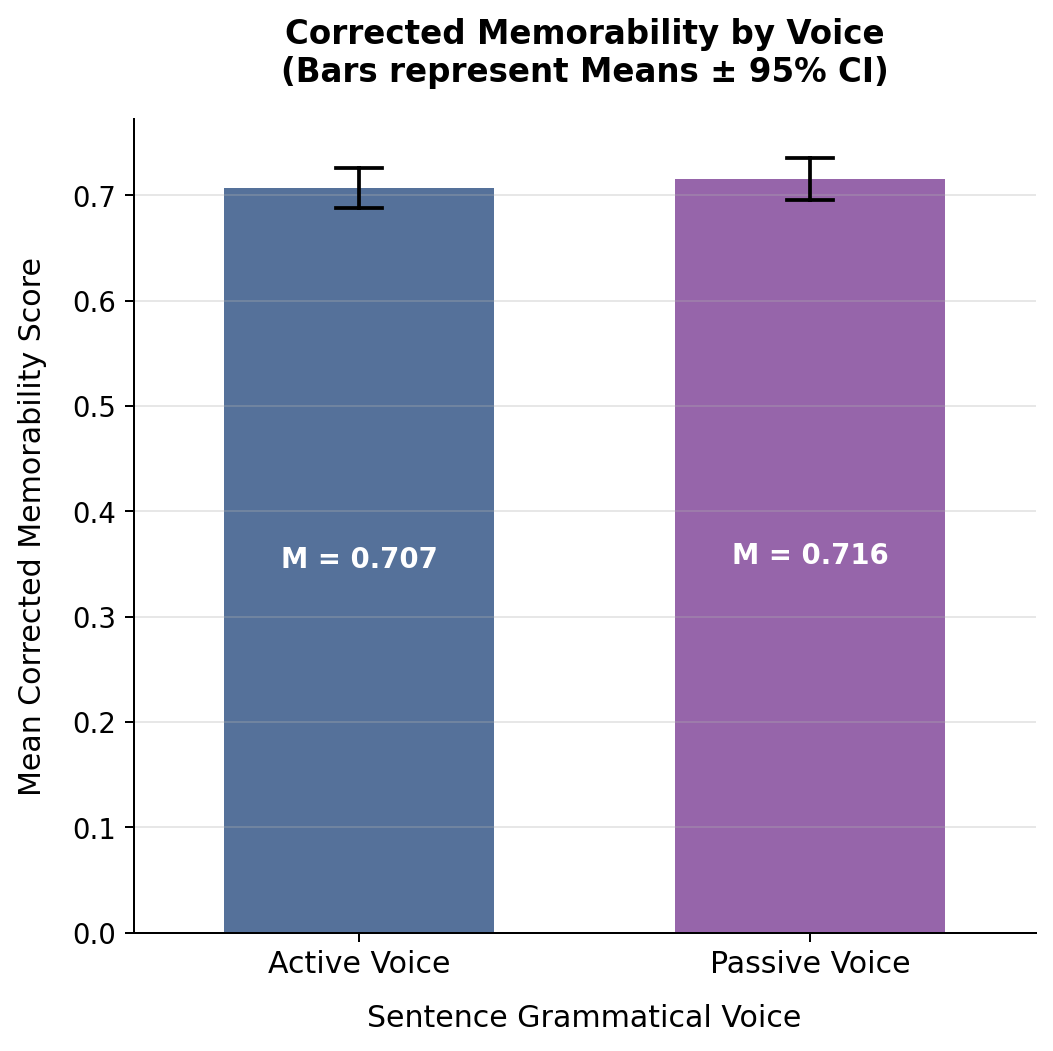 Corrected Memorability by Voice
(Bars represent Means ± 95% CI)
Mean Corrected Memorability Score
0.7
0.6
0.5
0.4
0.3
0.2
0.1
0.0
M = 0.707
M = 0.716
Active Voice
Passive Voice
Sentence Grammatical Voice